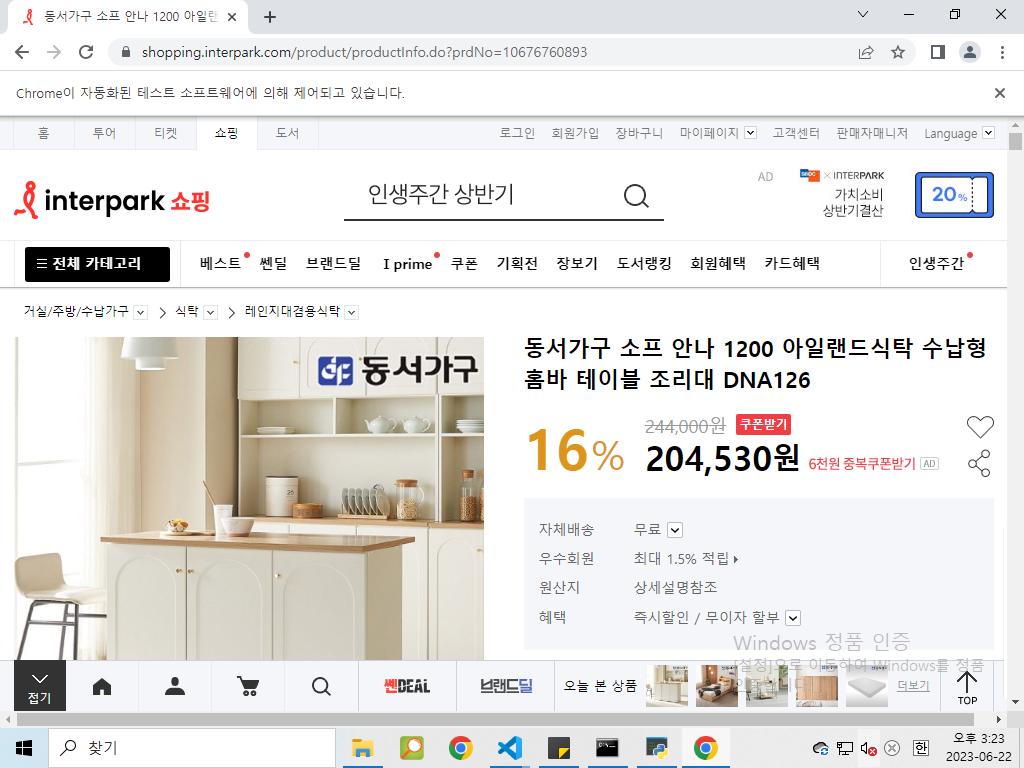 동서가구 소프 안나 1200 아일랜
shopping.interpark.com/product/productInfo.do?prdNo=10676760893
Chrome이 자동화된 테스트 소프트웨어에 의해 제어되고 있습니다.
홈 투어 티켓 쇼핑 도서 로그인 회원가입 장바구니 마이페이지 고객센터 판매자매니저 Language
interpark 쇼핑
인생주간 상반기
AD
× INTERPARK
가치소비
상반기결산
20%
전체 카테고리 베스트 쎈딜 브랜드딜 I prime 쿠폰 기획전 장보기 도서랭킹 회원혜택 카드혜택 인생주간
거실/주방/수납가구 식탁 레인지대겸용식탁
동서가구
동서가구 소프 안나 1200 아일랜드식탁 수납형
홈바 테이블 조리대 DNA126
244,000원 쿠폰받기
16% 204,530원 6천원 중복쿠폰받기 AD
자체배송 무료
우수회원 최대 1.5% 적립
원산지 상세설명참조
혜택 즉시할인 / 무이자 할부
Windows 정품 인증
[설정]으로 이동하여 Windows를 정품
접기
쎈DEAL
브랜드딜
오늘 본 상품
더보기
TOP
찾기
한
오후 3:23
2023-06-22